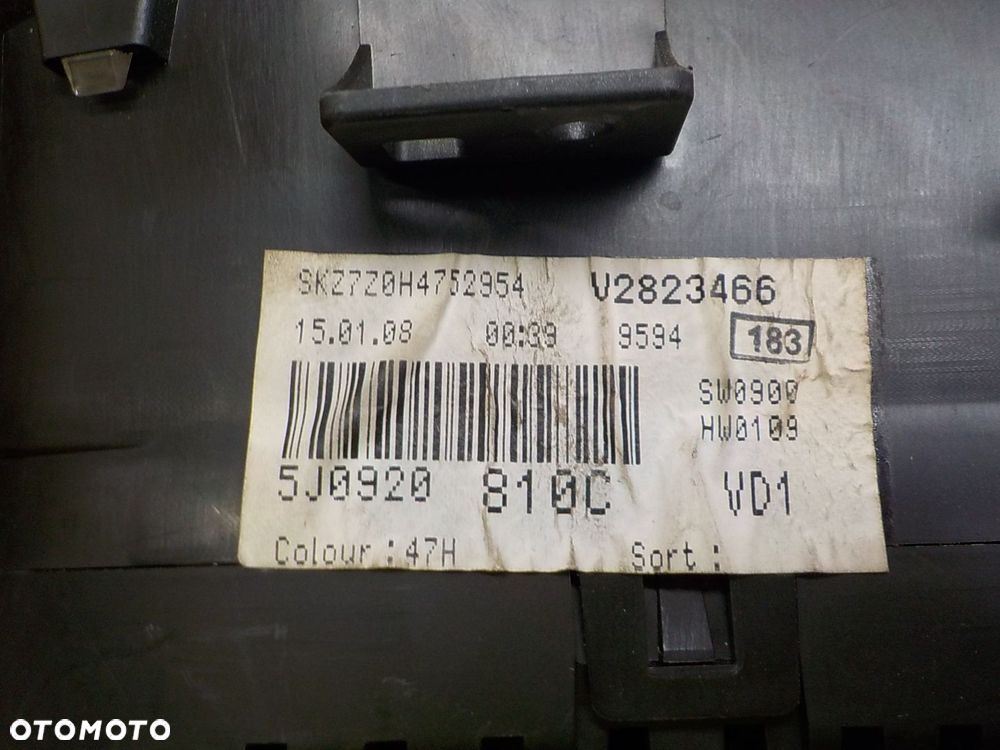 SKZ7Z0H4752954 V2823466
15.01.08 00:39 9594 183
SW0900
HW0109
5J0920 810C VD1
Colour : 47H Sort :
OTOMOTO